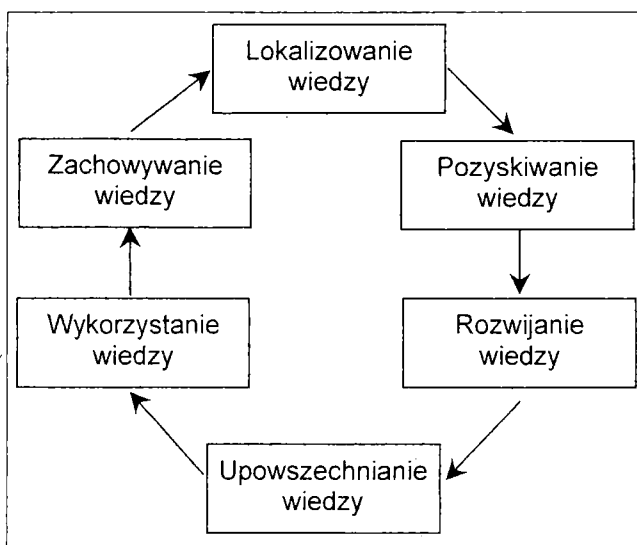 Lokalizowanie
wiedzy
Pozyskiwanie
wiedzy
Rozwijanie
wiedzy
Upowszechnianie
wiedzy
Wykorzystanie
wiedzy
Zachowywanie
wiedzy